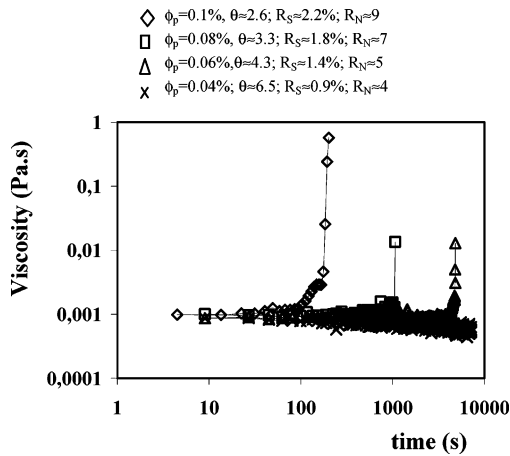 ϕp=0.1%, θ≈2.6; RS≈2.2%; RN≈9
ϕp=0.08%, θ≈3.3; RS≈1.8%; RN≈7
ϕp=0.06%,θ≈4.3; RS≈1.4%; RN≈5
ϕp=0.04%; θ≈6.5; RS≈0.9%; RN≈4
Viscosity (Pa.s)
1
0,1
0,01
0,001
0,0001
1 10 100 1000 10000
time (s)